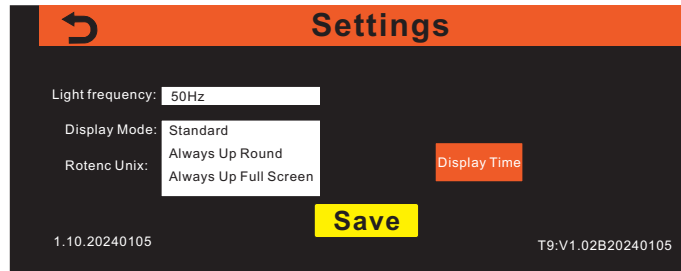 Settings
Light frequency: 50Hz
Display Mode: Standard
Always Up Round
Rotenc Unix:
Display Time
Always Up Full Screen
Save
1.10.20240105
T9:V1.02B20240105